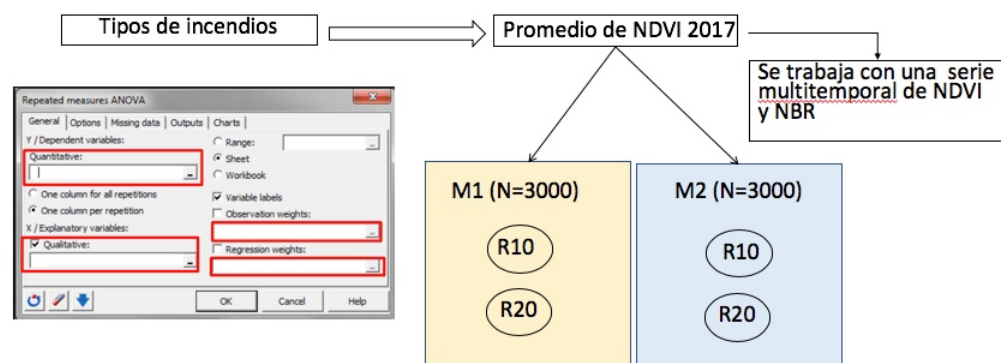 Tipos de incendios
Promedio de NDVI 2017
Se trabaja con una serie
multitemporal de NDVI
y NBR
Repeated measures ANOVA
General | Options | Missing data | Outputs | Charts |
Y / Dependent variables:
Quantitative:
One column for all repetitions
One column per repetition
X / Explanatory variables:
Qualitative:
Range:
Sheet
Workbook
Variable labels
Observation weights:
Regression weights:
OK
Cancel
Help
M1 (N=3000)
R10
R20
M2 (N=3000)
R10
R20